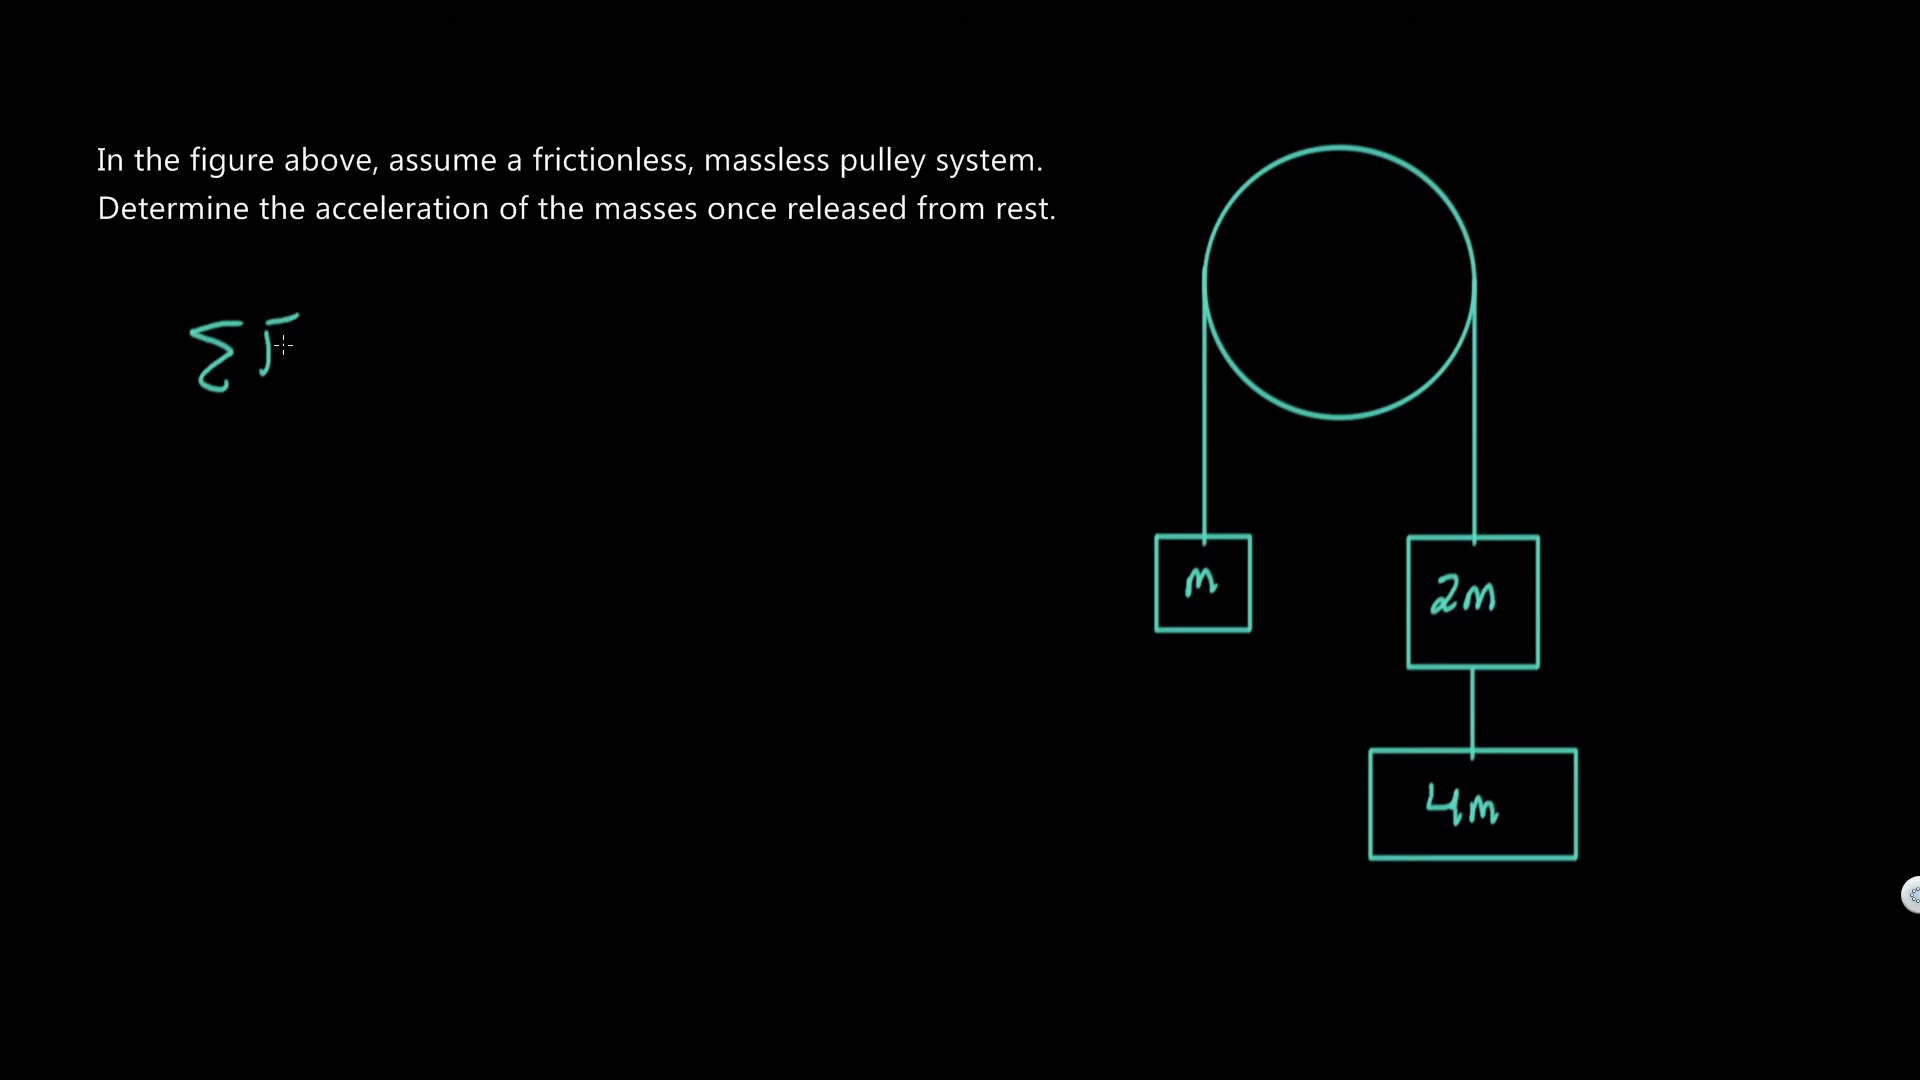 In the figure above, assume a frictionless, massless pulley system.
Determine the acceleration of the masses once released from rest.
ΣF
m
2m
4m